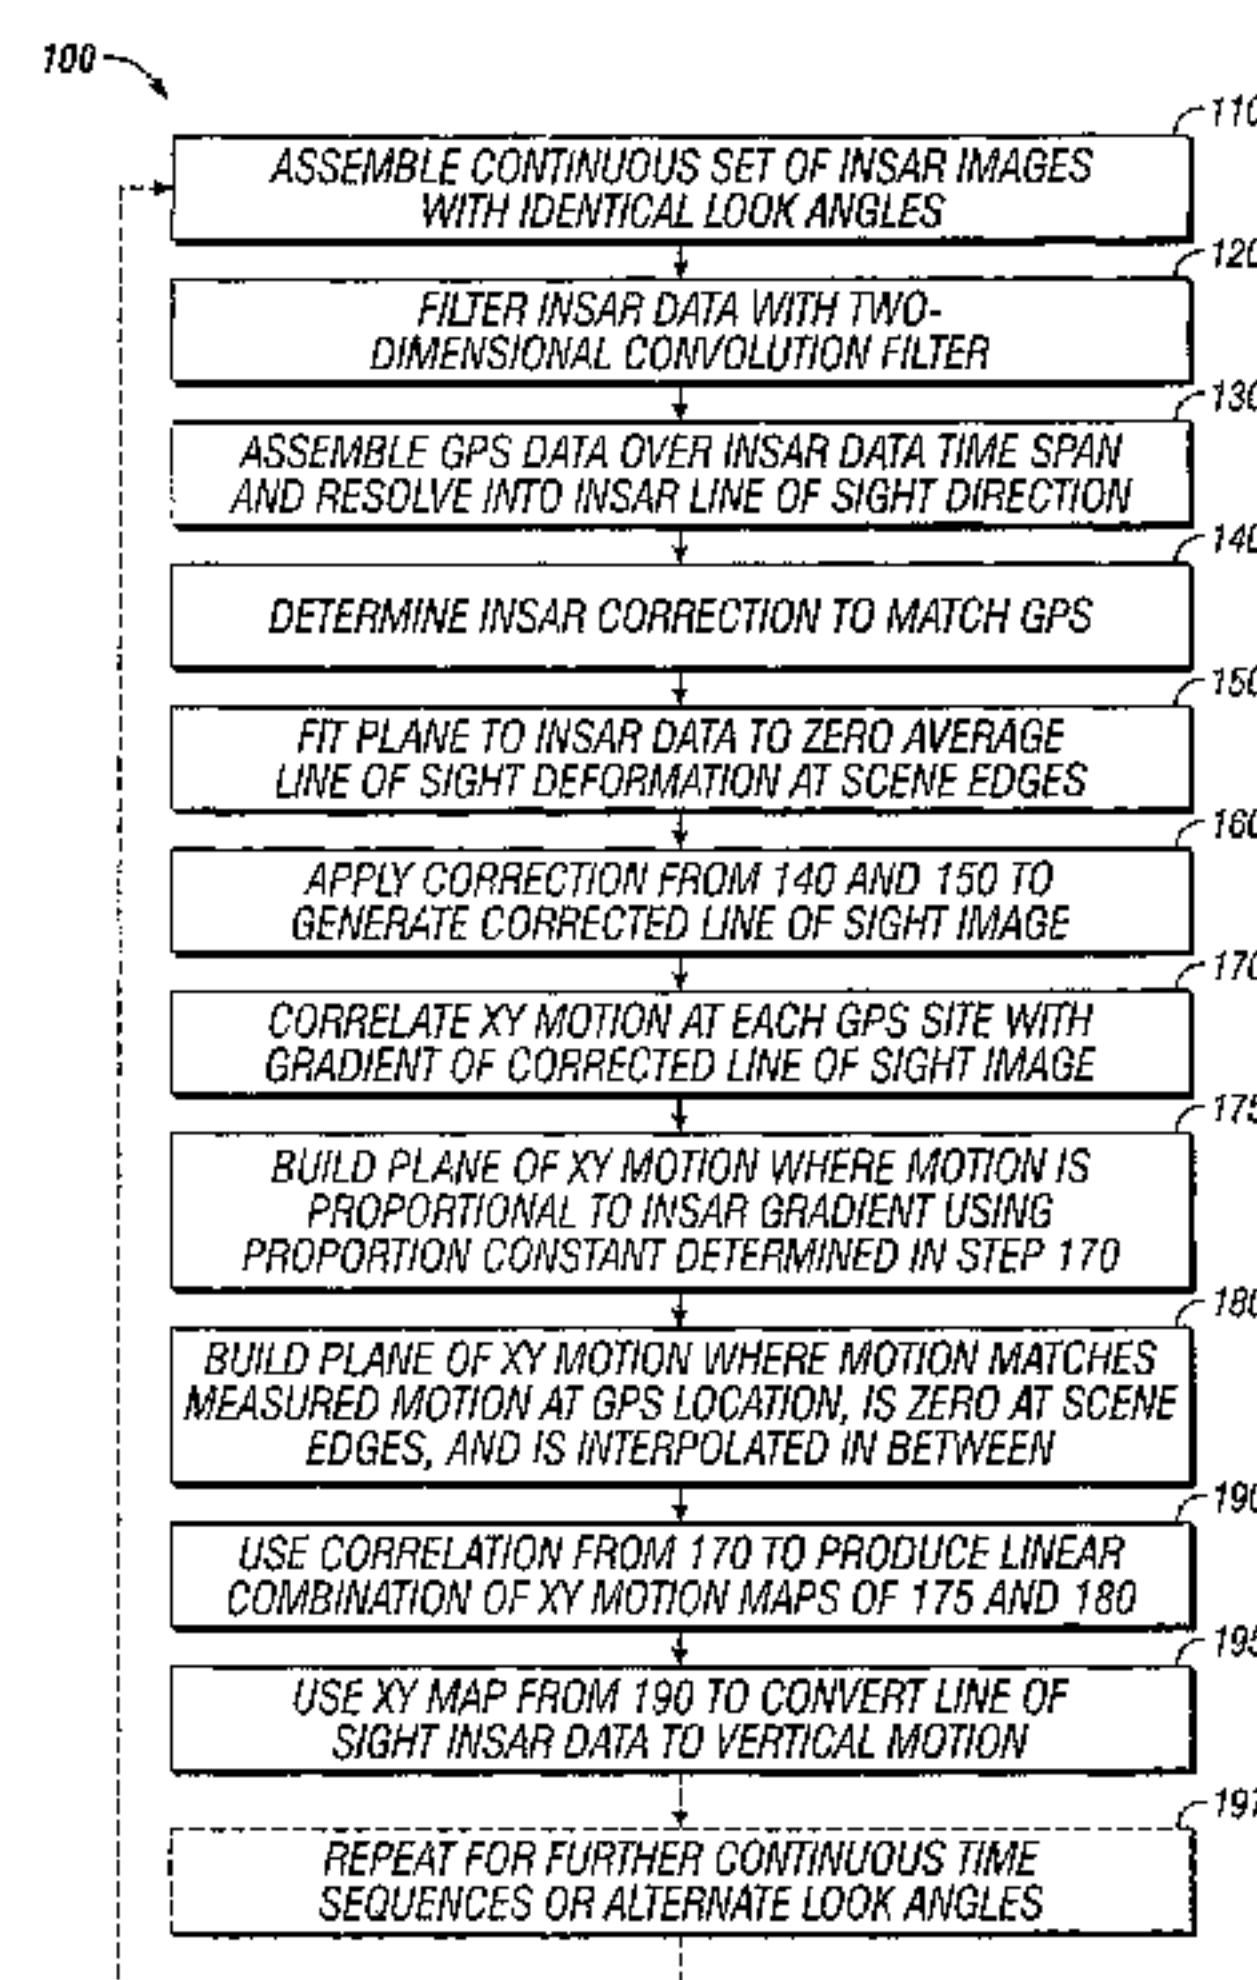 100
110
ASSEMBLE CONTINUOUS SET OF INSAR IMAGES
WITH IDENTICAL LOOK ANGLES
120
FILTER INSAR DATA WITH TWO-
DIMENSIONAL CONVOLUTION FILTER
130
ASSEMBLE GPS DATA OVER INSAR DATA TIME SPAN
AND RESOLVE INTO INSAR LINE OF SIGHT DIRECTION
140
DETERMINE INSAR CORRECTION TO MATCH GPS
150
FIT PLANE TO INSAR DATA TO ZERO AVERAGE
LINE OF SIGHT DEFORMATION AT SCENE EDGES
160
APPLY CORRECTION FROM 140 AND 150 TO
GENERATE CORRECTED LINE OF SIGHT IMAGE
170
CORRELATE XY MOTION AT EACH GPS SITE WITH
GRADIENT OF CORRECTED LINE OF SIGHT IMAGE
175
BUILD PLANE OF XY MOTION WHERE MOTION IS
PROPORTIONAL TO INSAR GRADIENT USING
PROPORTION CONSTANT DETERMINED IN STEP 170
180
BUILD PLANE OF XY MOTION WHERE MOTION MATCHES
MEASURED MOTION AT GPS LOCATION, IS ZERO AT SCENE
EDGES, AND IS INTERPOLATED IN BETWEEN
190
USE CORRELATION FROM 170 TO PRODUCE LINEAR
COMBINATION OF XY MOTION MAPS OF 175 AND 180
195
USE XY MAP FROM 190 TO CONVERT LINE OF
SIGHT INSAR DATA TO VERTICAL MOTION
197
REPEAT FOR FURTHER CONTINUOUS TIME
SEQUENCES OR ALTERNATE LOOK ANGLES